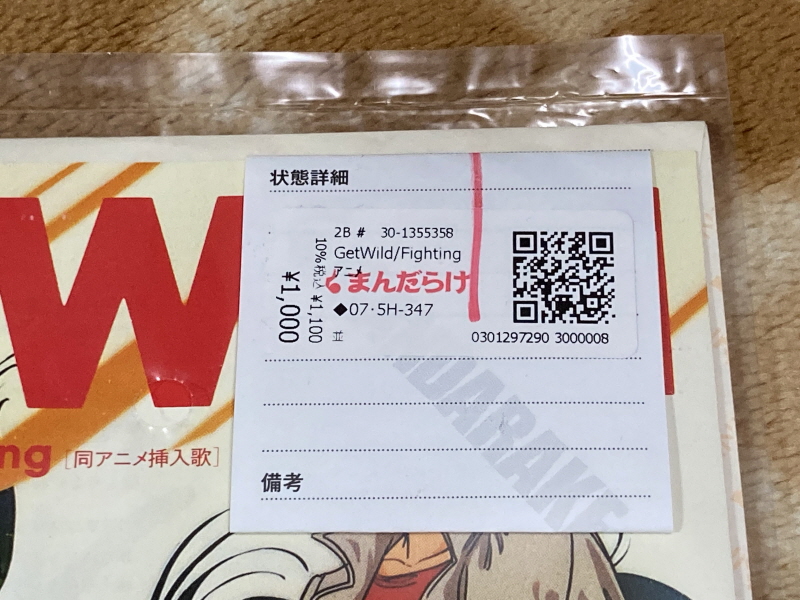 W
ng [同アニメ挿入歌]
状態詳細
2B # 30-1355358
GetWild/Fighting
アニメ
まんだらけ
◆07・5H-347
並
¥1,000
10%税込 ¥1,100
0301297290 3000008
MANDARAKE
備考